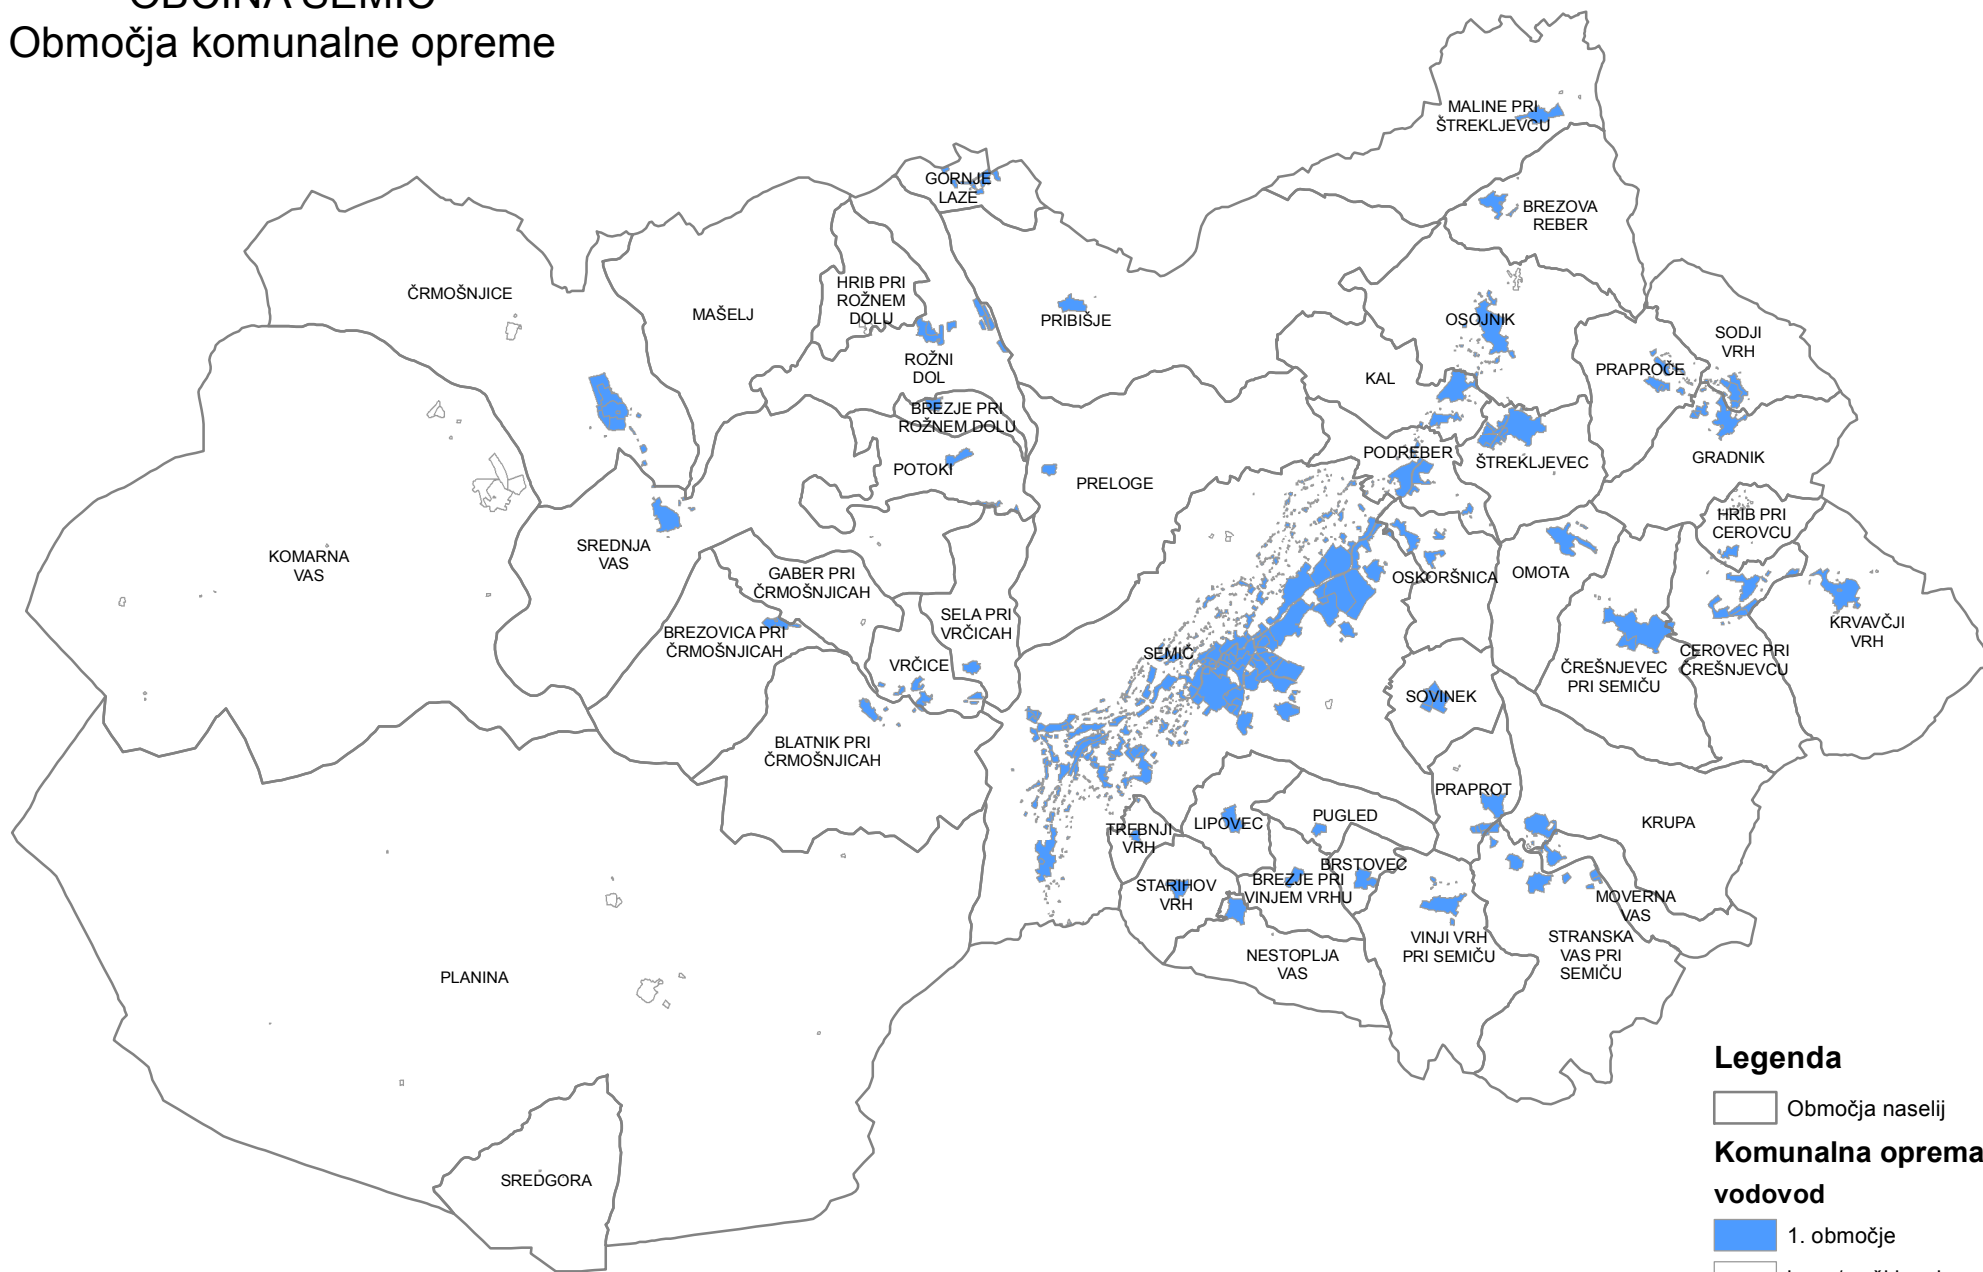 OBČINA SEMIČ
Območja komunalne opreme
MALINE PRI
ŠTREKLJEVCU
GORNJE
LAZE
BREZOVA
REBER
ČRMOŠNJICE
MAŠELJ
HRIB PRI
ROŽNEM
DOLU
PRIBIŠJE
OSOJNIK
SODJI
VRH
ROŽNI
DOL
KAL
PRAPROČE
BREZJE PRI
ROŽNEM DOLU
POTOKI
PRELOGE
PODREBER
ŠTREKLJEVEC
GRADNIK
HRIB PRI
CEROVCU
KOMARNA
VAS
SREDNJA
VAS
GABER PRI
ČRMOŠNJICAH
OSKORŠNICA
OMOTA
BREZOVICA PRI
ČRMOŠNJICAH
SELA PRI
VRČICAH
KRVAVČJI
VRH
VRČICE
SEMIČ
ČREŠNJEVEC
PRI SEMIČU
CEROVEC PRI
ČREŠNJEVCU
SOVINEK
BLATNIK PRI
ČRMOŠNJICAH
PRAPROT
TREBNJI
VRH
LIPOVEC
PUGLED
KRUPA
BRSTOVEC
STARIHOV
VRH
BREZJE PRI
VINJEM VRHU
MOVERNA
VAS
VINJI VRH
PRI SEMIČU
STRANSKA
VAS PRI
SEMIČU
NESTOPLJA
VAS
PLANINA
SREDGORA
Legenda
Območja naselij
Komunalna oprema
vodovod
1. območje